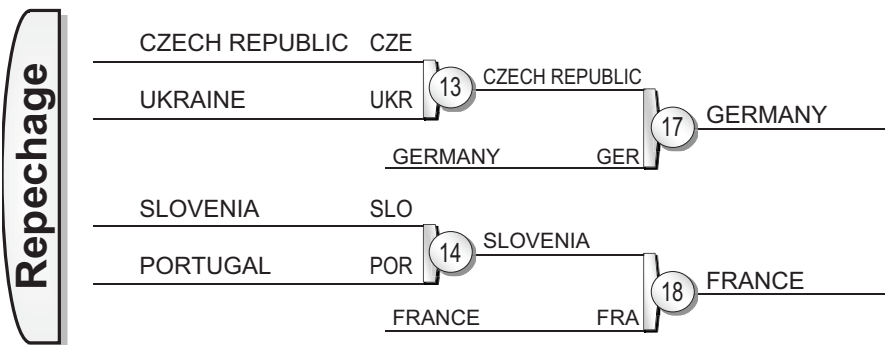 Repechage
CZECH REPUBLIC CZE
UKRAINE UKR
13
CZECH REPUBLIC
GERMANY GER
17
GERMANY
SLOVENIA SLO
PORTUGAL POR
14
SLOVENIA
FRANCE FRA
18
FRANCE